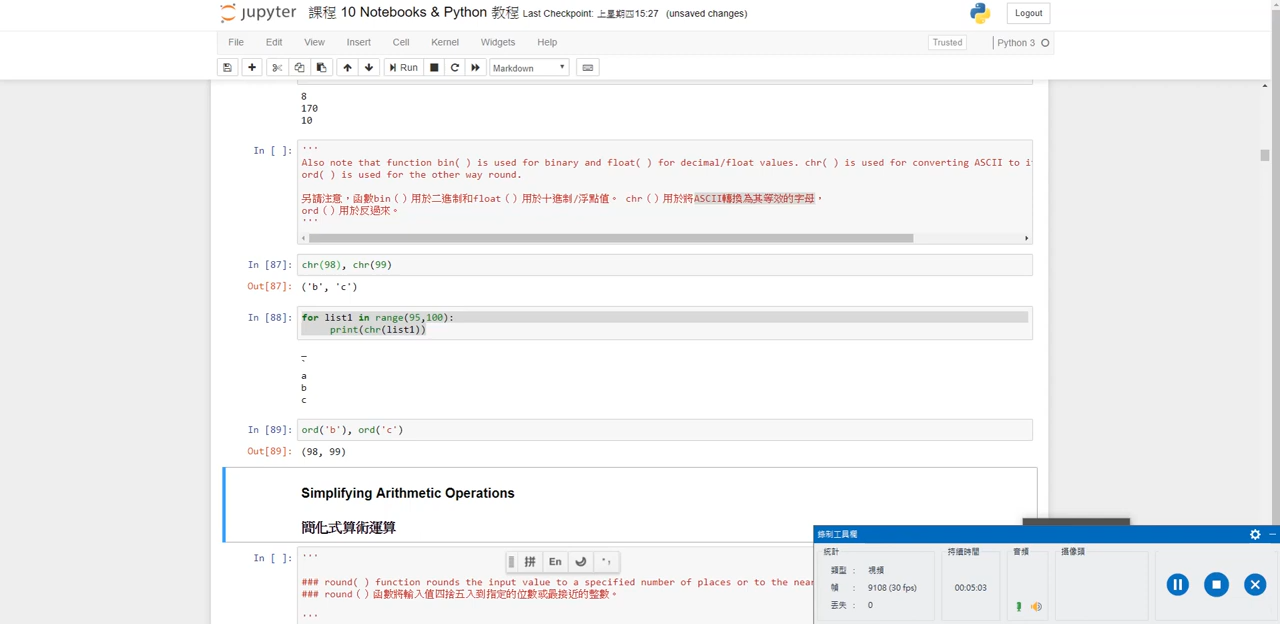 jupyter 課程 10 Notebooks & Python 教程 Last Checkpoint: 上星期四15:27 (unsaved changes) Logout
File Edit View Insert Cell Kernel Widgets Help Trusted Python 3
Run Markdown
8
170
10
In [ ]: '''
Also note that function bin( ) is used for binary and float( ) for decimal/float values. chr( ) is used for converting ASCII to i
ord( ) is used for the other way round.
另請注意，函數bin（）用於二進制和float（）用於十進制/浮點值。 chr（）用於將ASCII轉換為其等效的字母，
ord（）用於反過來。
'''
In [87]: chr(98), chr(99)
Out[87]: ('b', 'c')
In [88]: for list1 in range(95,100):
print(chr(list1))
_
`
a
b
c
In [89]: ord('b'), ord('c')
Out[89]: (98, 99)
Simplifying Arithmetic Operations
簡化式算術運算
In [ ]: '''
### round( ) function rounds the input value to a specified number of places or to the near
### round（）函數將輸入值四捨五入到指定的位數或最接近的整數。
'''
拼 En
錄制工具欄
統計 持續時間 音頻 攝像頭
類型： 視頻
幀： 9108 (30 fps) 00:05:03
丟失： 0